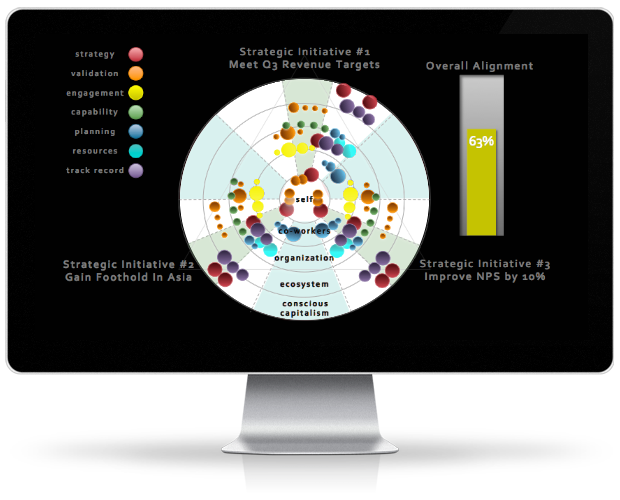 strategy
validation
engagement
capability
planning
resources
track record
Strategic Initiative #1
Meet Q3 Revenue Targets
Overall Alignment
63%
self
co-workers
organization
ecosystem
conscious
capitalism
Strategic Initiative #2
Gain Foothold In Asia
Strategic Initiative #3
Improve NPS by 10%